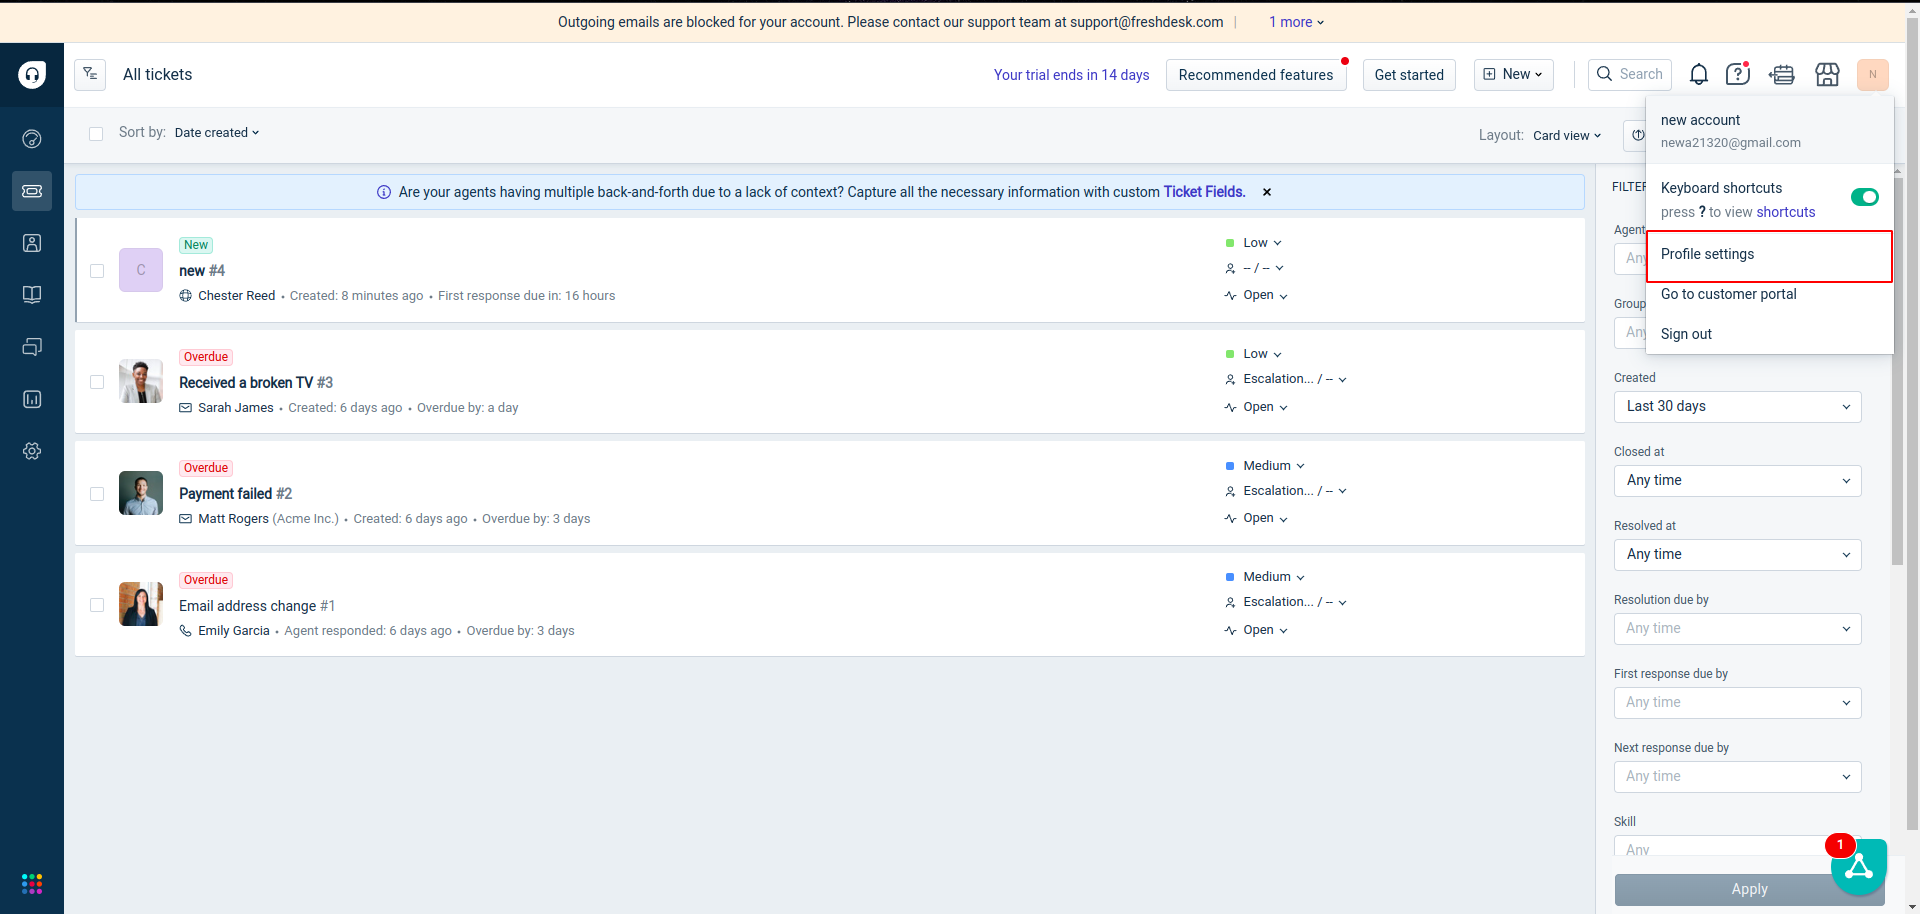 Outgoing emails are blocked for your account. Please contact our support team at support@freshdesk.com | 1 more
All tickets
Your trial ends in 14 days
Recommended features
Get started
New
Search
N
Sort by: Date created
Layout: Card view
new account
newa21320@gmail.com
Keyboard shortcuts
press ? to view shortcuts
Profile settings
Go to customer portal
Sign out
Are your agents having multiple back-and-forth due to a lack of context? Capture all the necessary information with custom Ticket Fields.
New
C
new #4
Chester Reed • Created: 8 minutes ago • First response due in: 16 hours
Low
-- / --
Open
Overdue
Received a broken TV #3
Sarah James • Created: 6 days ago • Overdue by: a day
Low
Escalation... / --
Open
Overdue
Payment failed #2
Matt Rogers (Acme Inc.) • Created: 6 days ago • Overdue by: 3 days
Medium
Escalation... / --
Open
Overdue
Email address change #1
Emily Garcia • Agent responded: 6 days ago • Overdue by: 3 days
Medium
Escalation... / --
Open
Created
Last 30 days
Closed at
Any time
Resolved at
Any time
Resolution due by
Any time
First response due by
Any time
Next response due by
Any time
Skill
Any
1
Apply